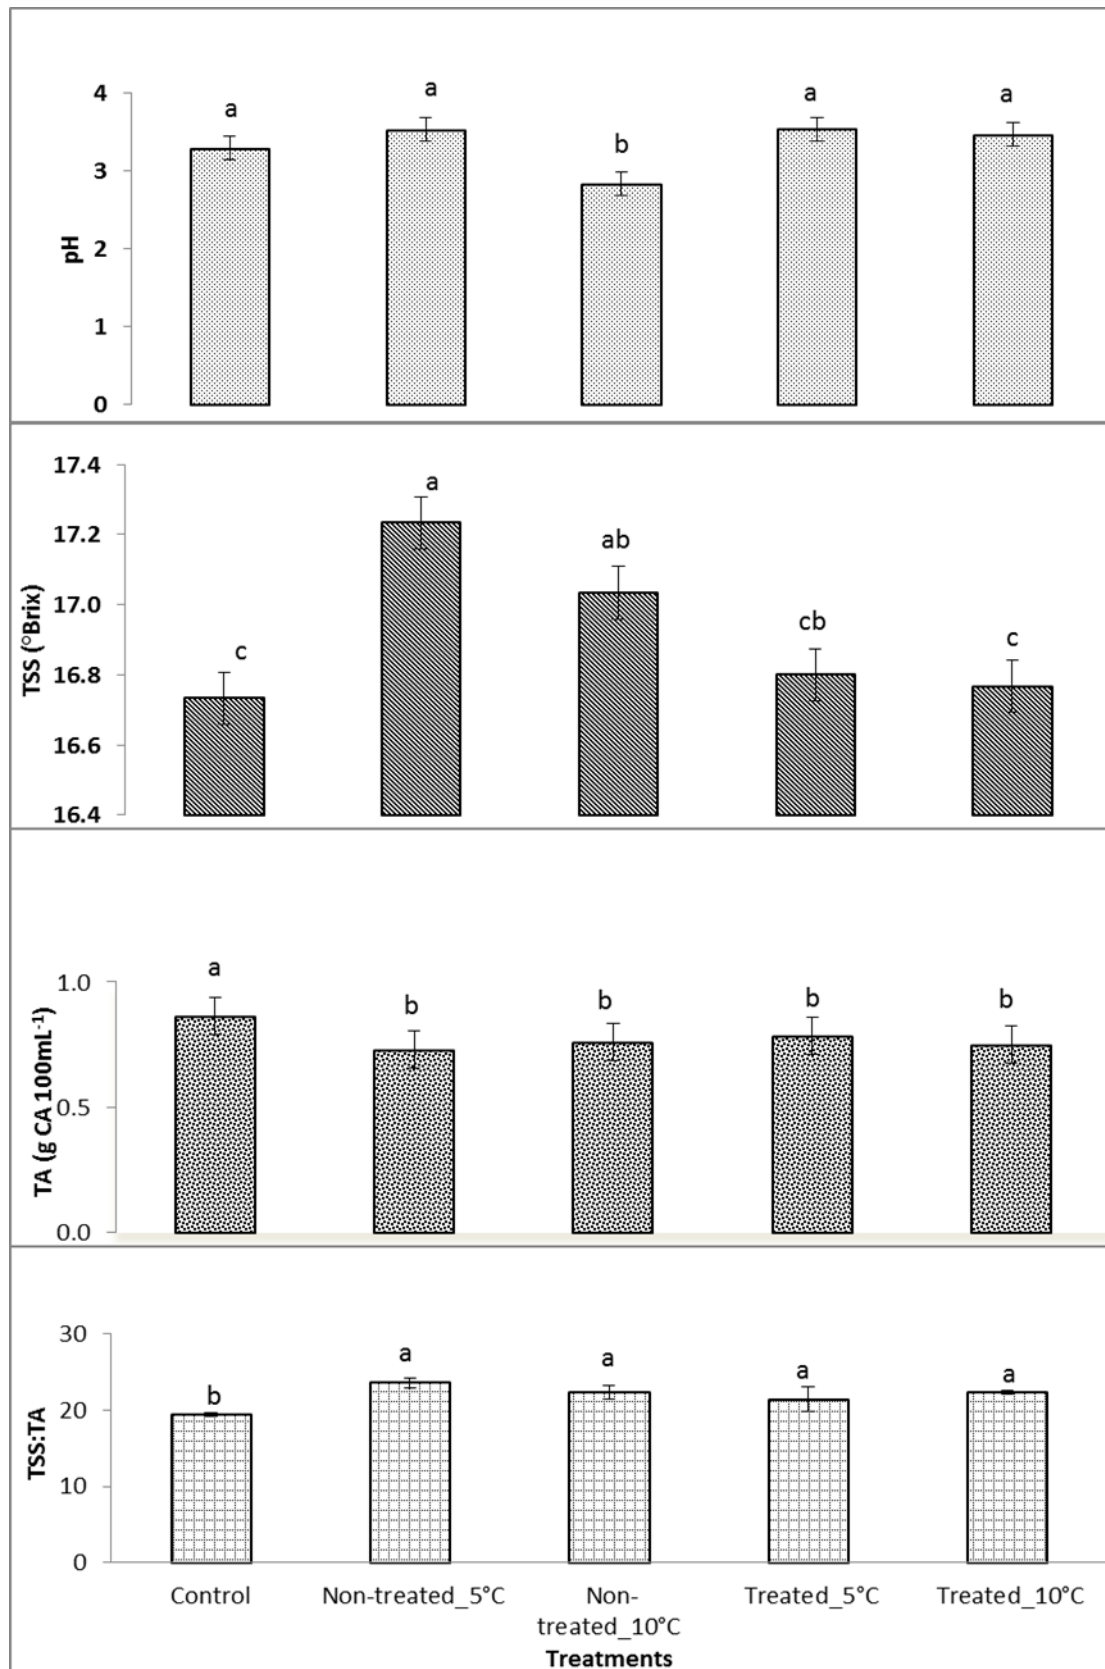 4
a
a
a
a
b
3
2
pH
1
0
17.4
a
17.2
ab
17.0
TSS (°Brix)
cb
c
c
16.8
16.6
16.4
1.0
a
b
b
b
b
TA (g CA 100mL⁻¹)
0.5
0.0
30
a
a
a
a
b
20
TSS:TA
10
0
Control
Non-treated_5°C
Non-
treated_10°C
Treated_5°C
Treated_10°C
Treatments